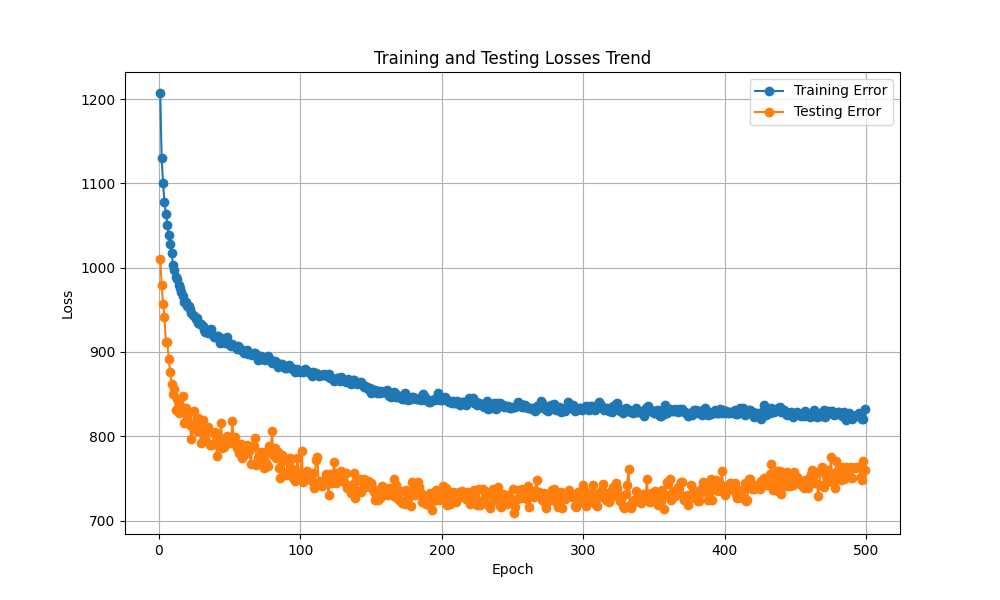 Training and Testing Losses Trend
Training Error
Testing Error
1200
1100
1000
900
800
700
Loss
0 100 200 300 400 500
Epoch